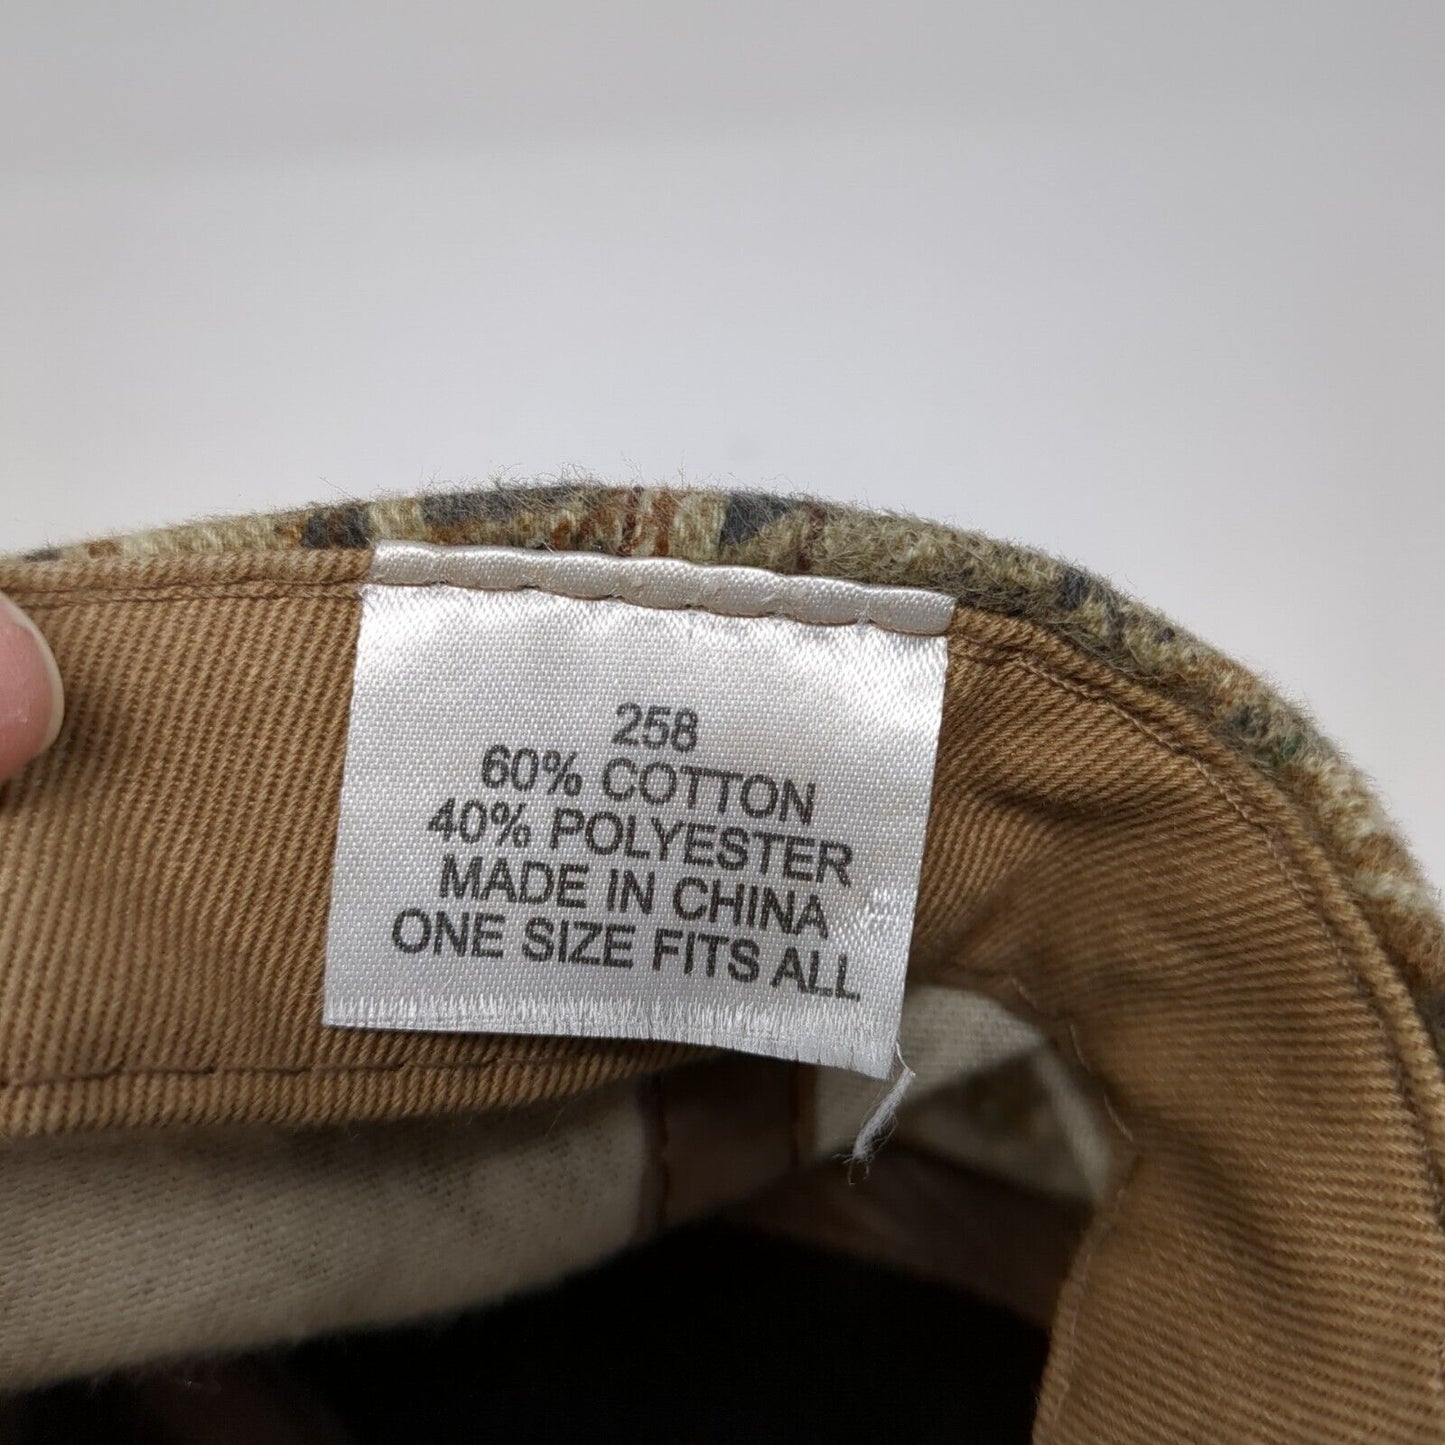 258
60% COTTON
40% POLYESTER
MADE IN CHINA
ONE SIZE FITS ALL